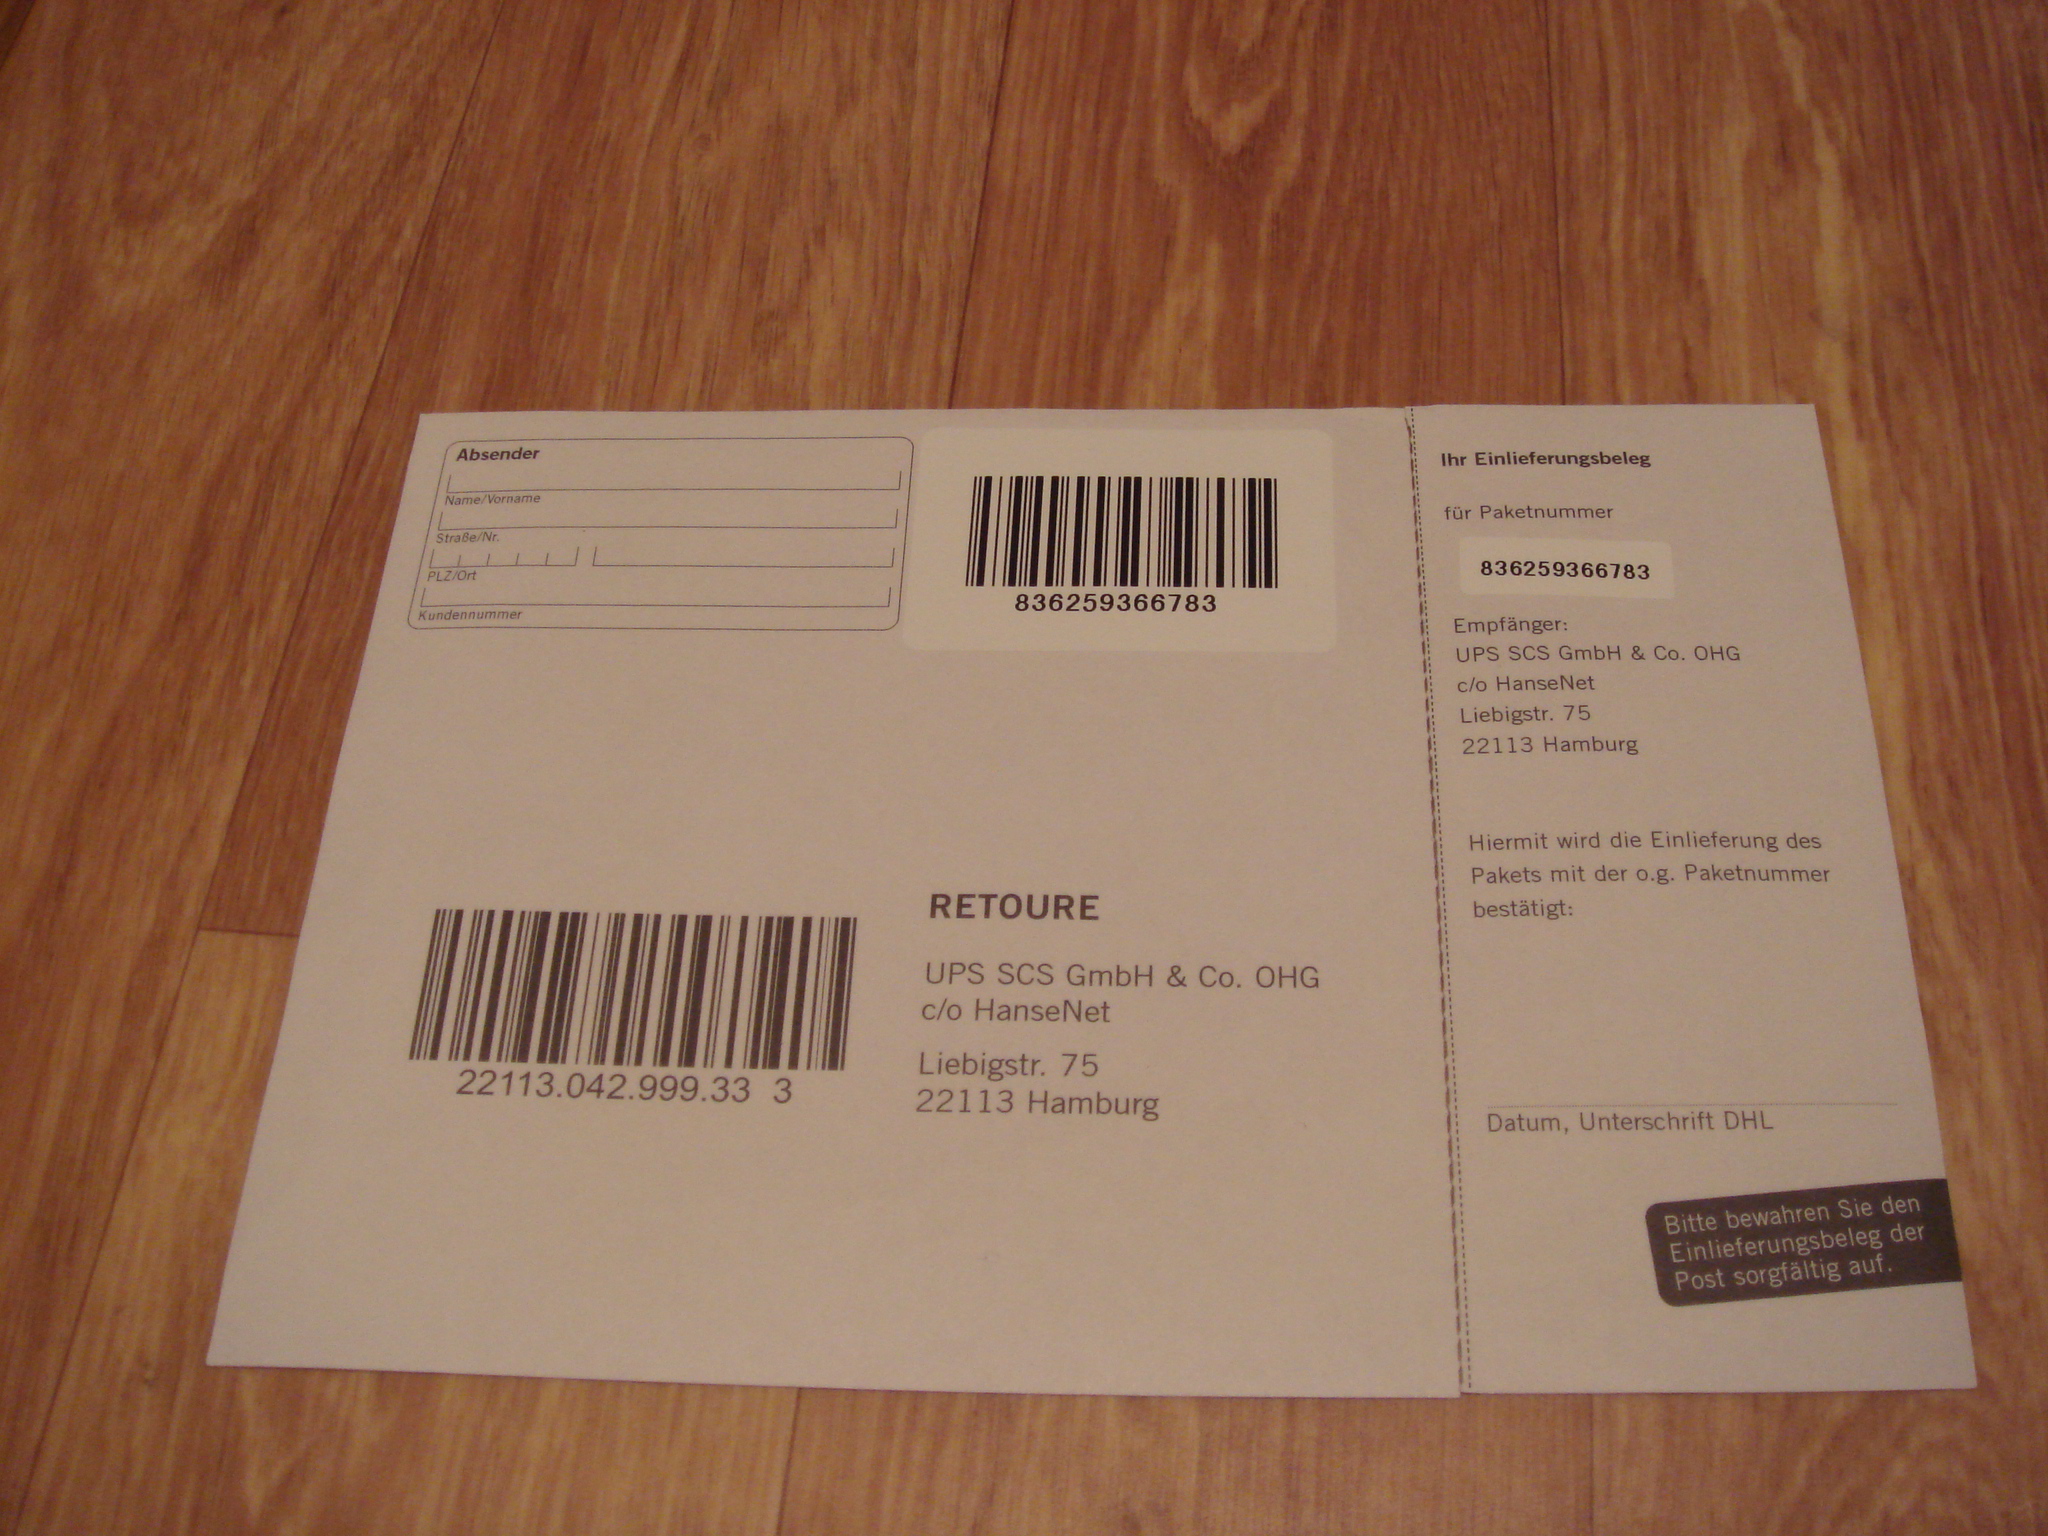 Absender
Name/Vorname
Straße/Nr.
PLZ/Ort
Kundennummer
836259366783
22113.042.999.33 3
RETOURE
UPS SCS GmbH & Co. OHG
c/o HanseNet
Liebigstr. 75
22113 Hamburg
Ihr Einlieferungsbeleg
für Paketnummer
836259366783
Empfänger:
UPS SCS GmbH & Co. OHG
c/o HanseNet
Liebigstr. 75
22113 Hamburg
Hiermit wird die Einlieferung des
Pakets mit der o.g. Paketnummer
bestätigt:
Datum, Unterschrift DHL
Bitte bewahren Sie den
Einlieferungsbeleg der
Post sorgfältig auf.